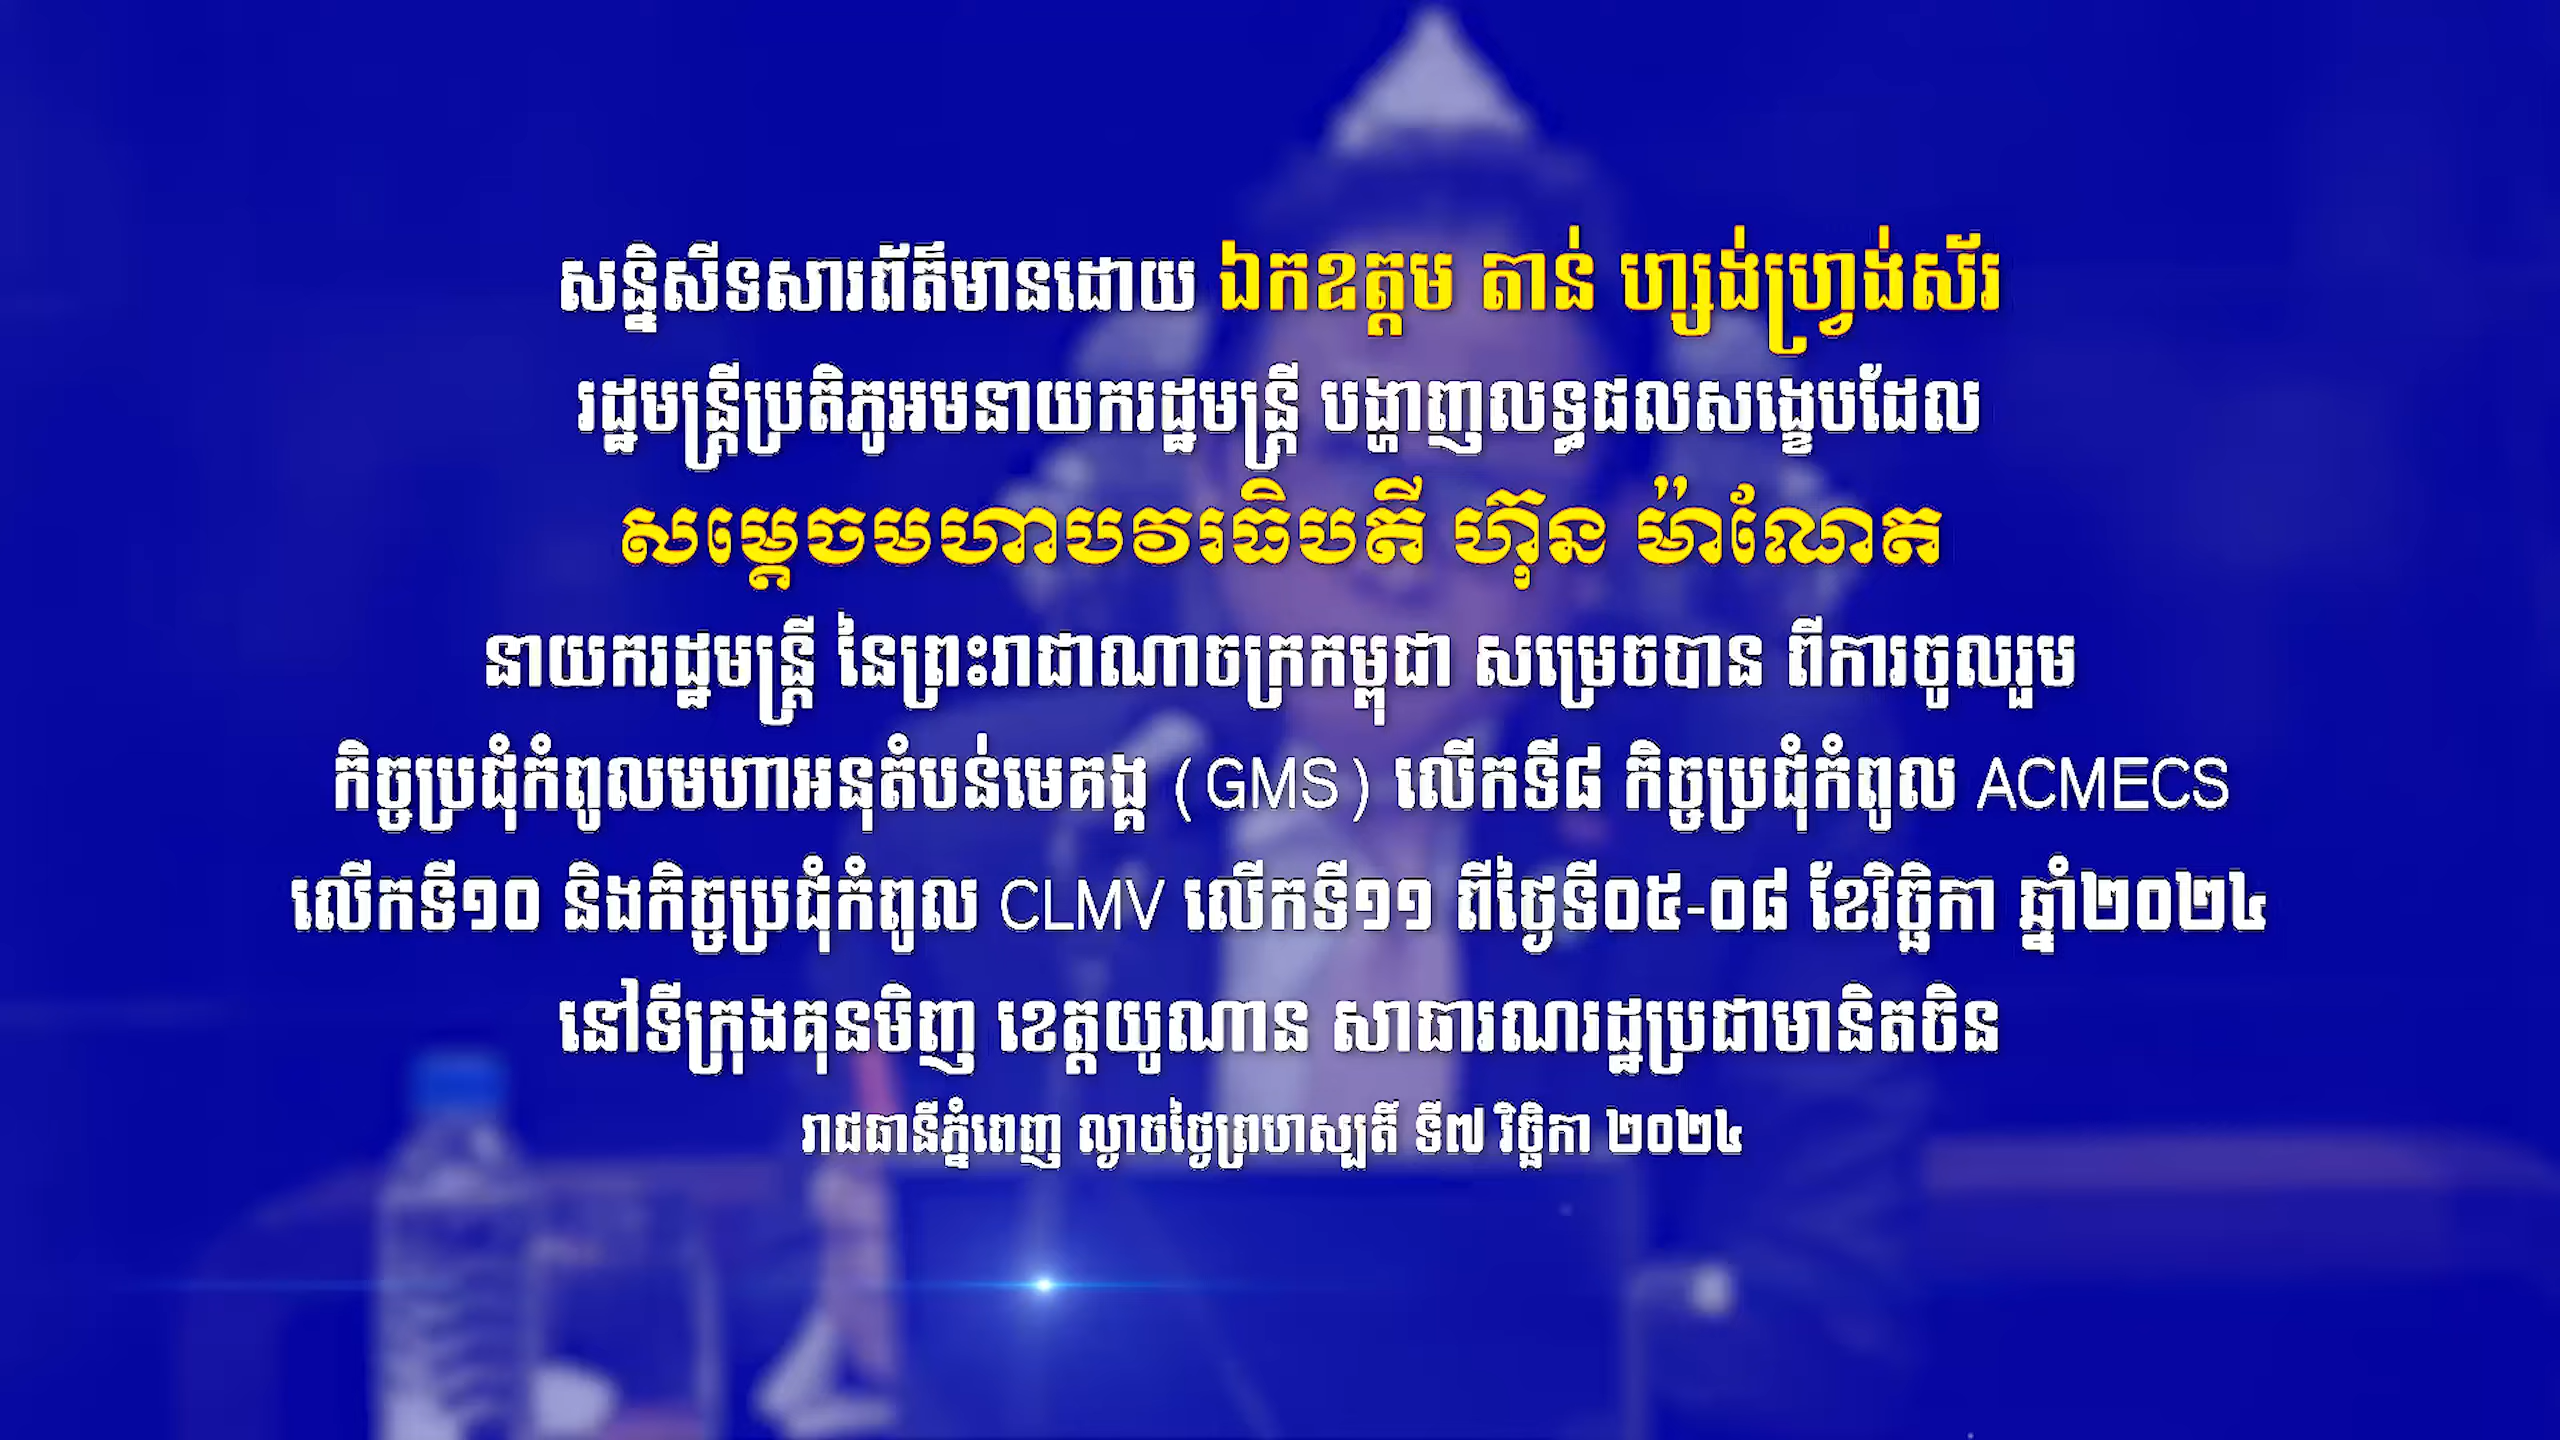 សន្និសីទសារព័ត៌មានដោយ ឯកឧត្តម តាន់ ហ្សង់ហ្វ្រង់ស័រ
រដ្ឋមន្ត្រីប្រតិភូអមនាយករដ្ឋមន្ត្រី បង្ហាញលទ្ធផលសង្ខេបដែល
សម្តេចមហាបវរធិបតី ហ៊ុន ម៉ាណែត
នាយករដ្ឋមន្ត្រី នៃព្រះរាជាណាចក្រកម្ពុជា សម្រេចបាន ពីការចូលរួម
កិច្ចប្រជុំកំពូលមហាអនុតំបន់មេគង្គ (GMS) លើកទី៨ កិច្ចប្រជុំកំពូល ACMECS
លើកទី១០ និងកិច្ចប្រជុំកំពូល CLMV លើកទី១១ ពីថ្ងៃទី០៥-០៨ ខែវិច្ឆិកា ឆ្នាំ២០២៤
នៅទីក្រុងគុនមិញ ខេត្តយូណាន សាធារណរដ្ឋប្រជាមានិតចិន
រាជធានីភ្នំពេញ ល្ងាចថ្ងៃព្រហស្បតិ៍ ទី៧ វិច្ឆិកា ២០២៤